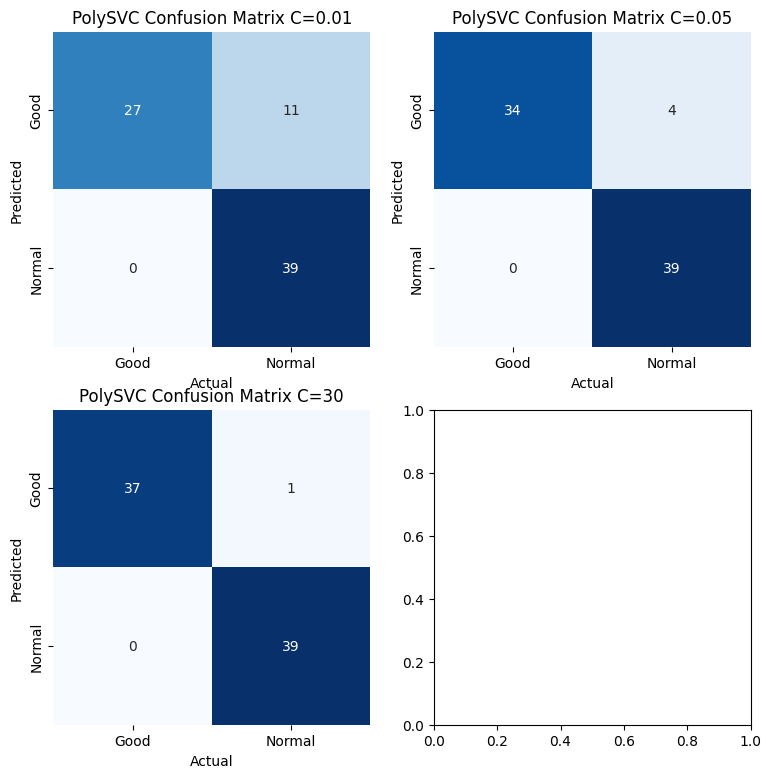 PolySVC Confusion Matrix C=0.01
Good
27
11
Predicted
Normal
0
39
Good
Normal
Actual
PolySVC Confusion Matrix C=0.05
Good
34
4
Predicted
Normal
0
39
Good
Normal
Actual
PolySVC Confusion Matrix C=30
Good
37
1
Predicted
Normal
0
39
Good
Normal
Actual
1.0
0.8
0.6
0.4
0.2
0.0
0.0
0.2
0.4
0.6
0.8
1.0